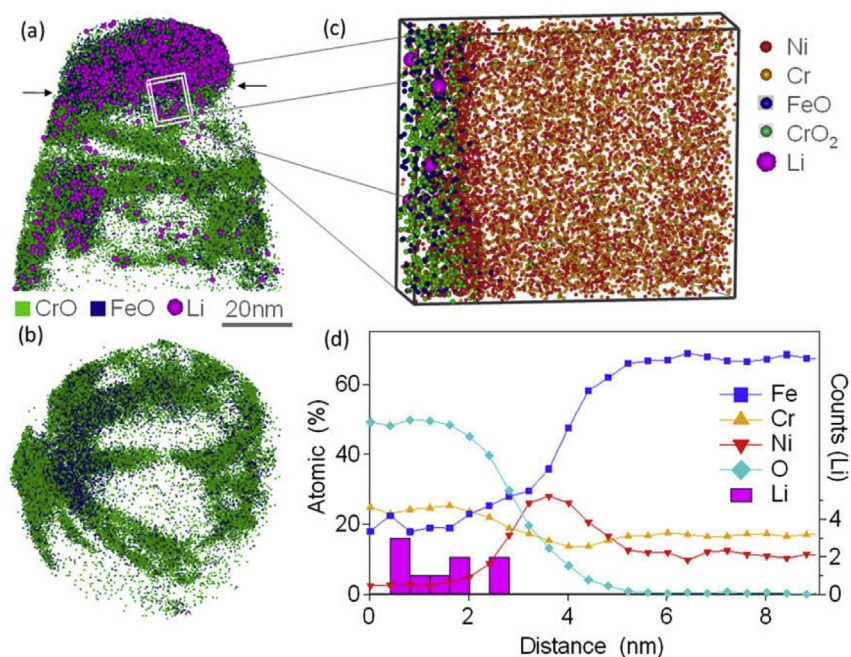 (a)
(c)
Ni
Cr
FeO
CrO₂
Li
CrO FeO Li
20nm
(b)
(d)
60
40
20
0
Atomic (%)
Fe
Cr
Ni
O
Li
4
2
0
Counts (Li)
0 2 4 6 8
Distance (nm)